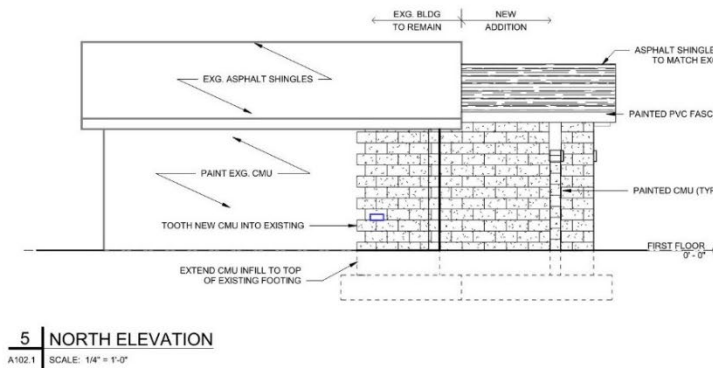 EXG. BLDG
TO REMAIN
NEW
ADDITION
ASPHALT SHINGLE
TO MATCH EX
EXG. ASPHALT SHINGLES
PAINTED PVC FASC
PAINT EXG. CMU
PAINTED CMU (TYP
TOOTH NEW CMU INTO EXISTING
FIRST FLOOR
0' - 0"
EXTEND CMU INFILL TO TOP
OF EXISTING FOOTING
5 NORTH ELEVATION
A102.1 SCALE: 1/4" = 1'-0"